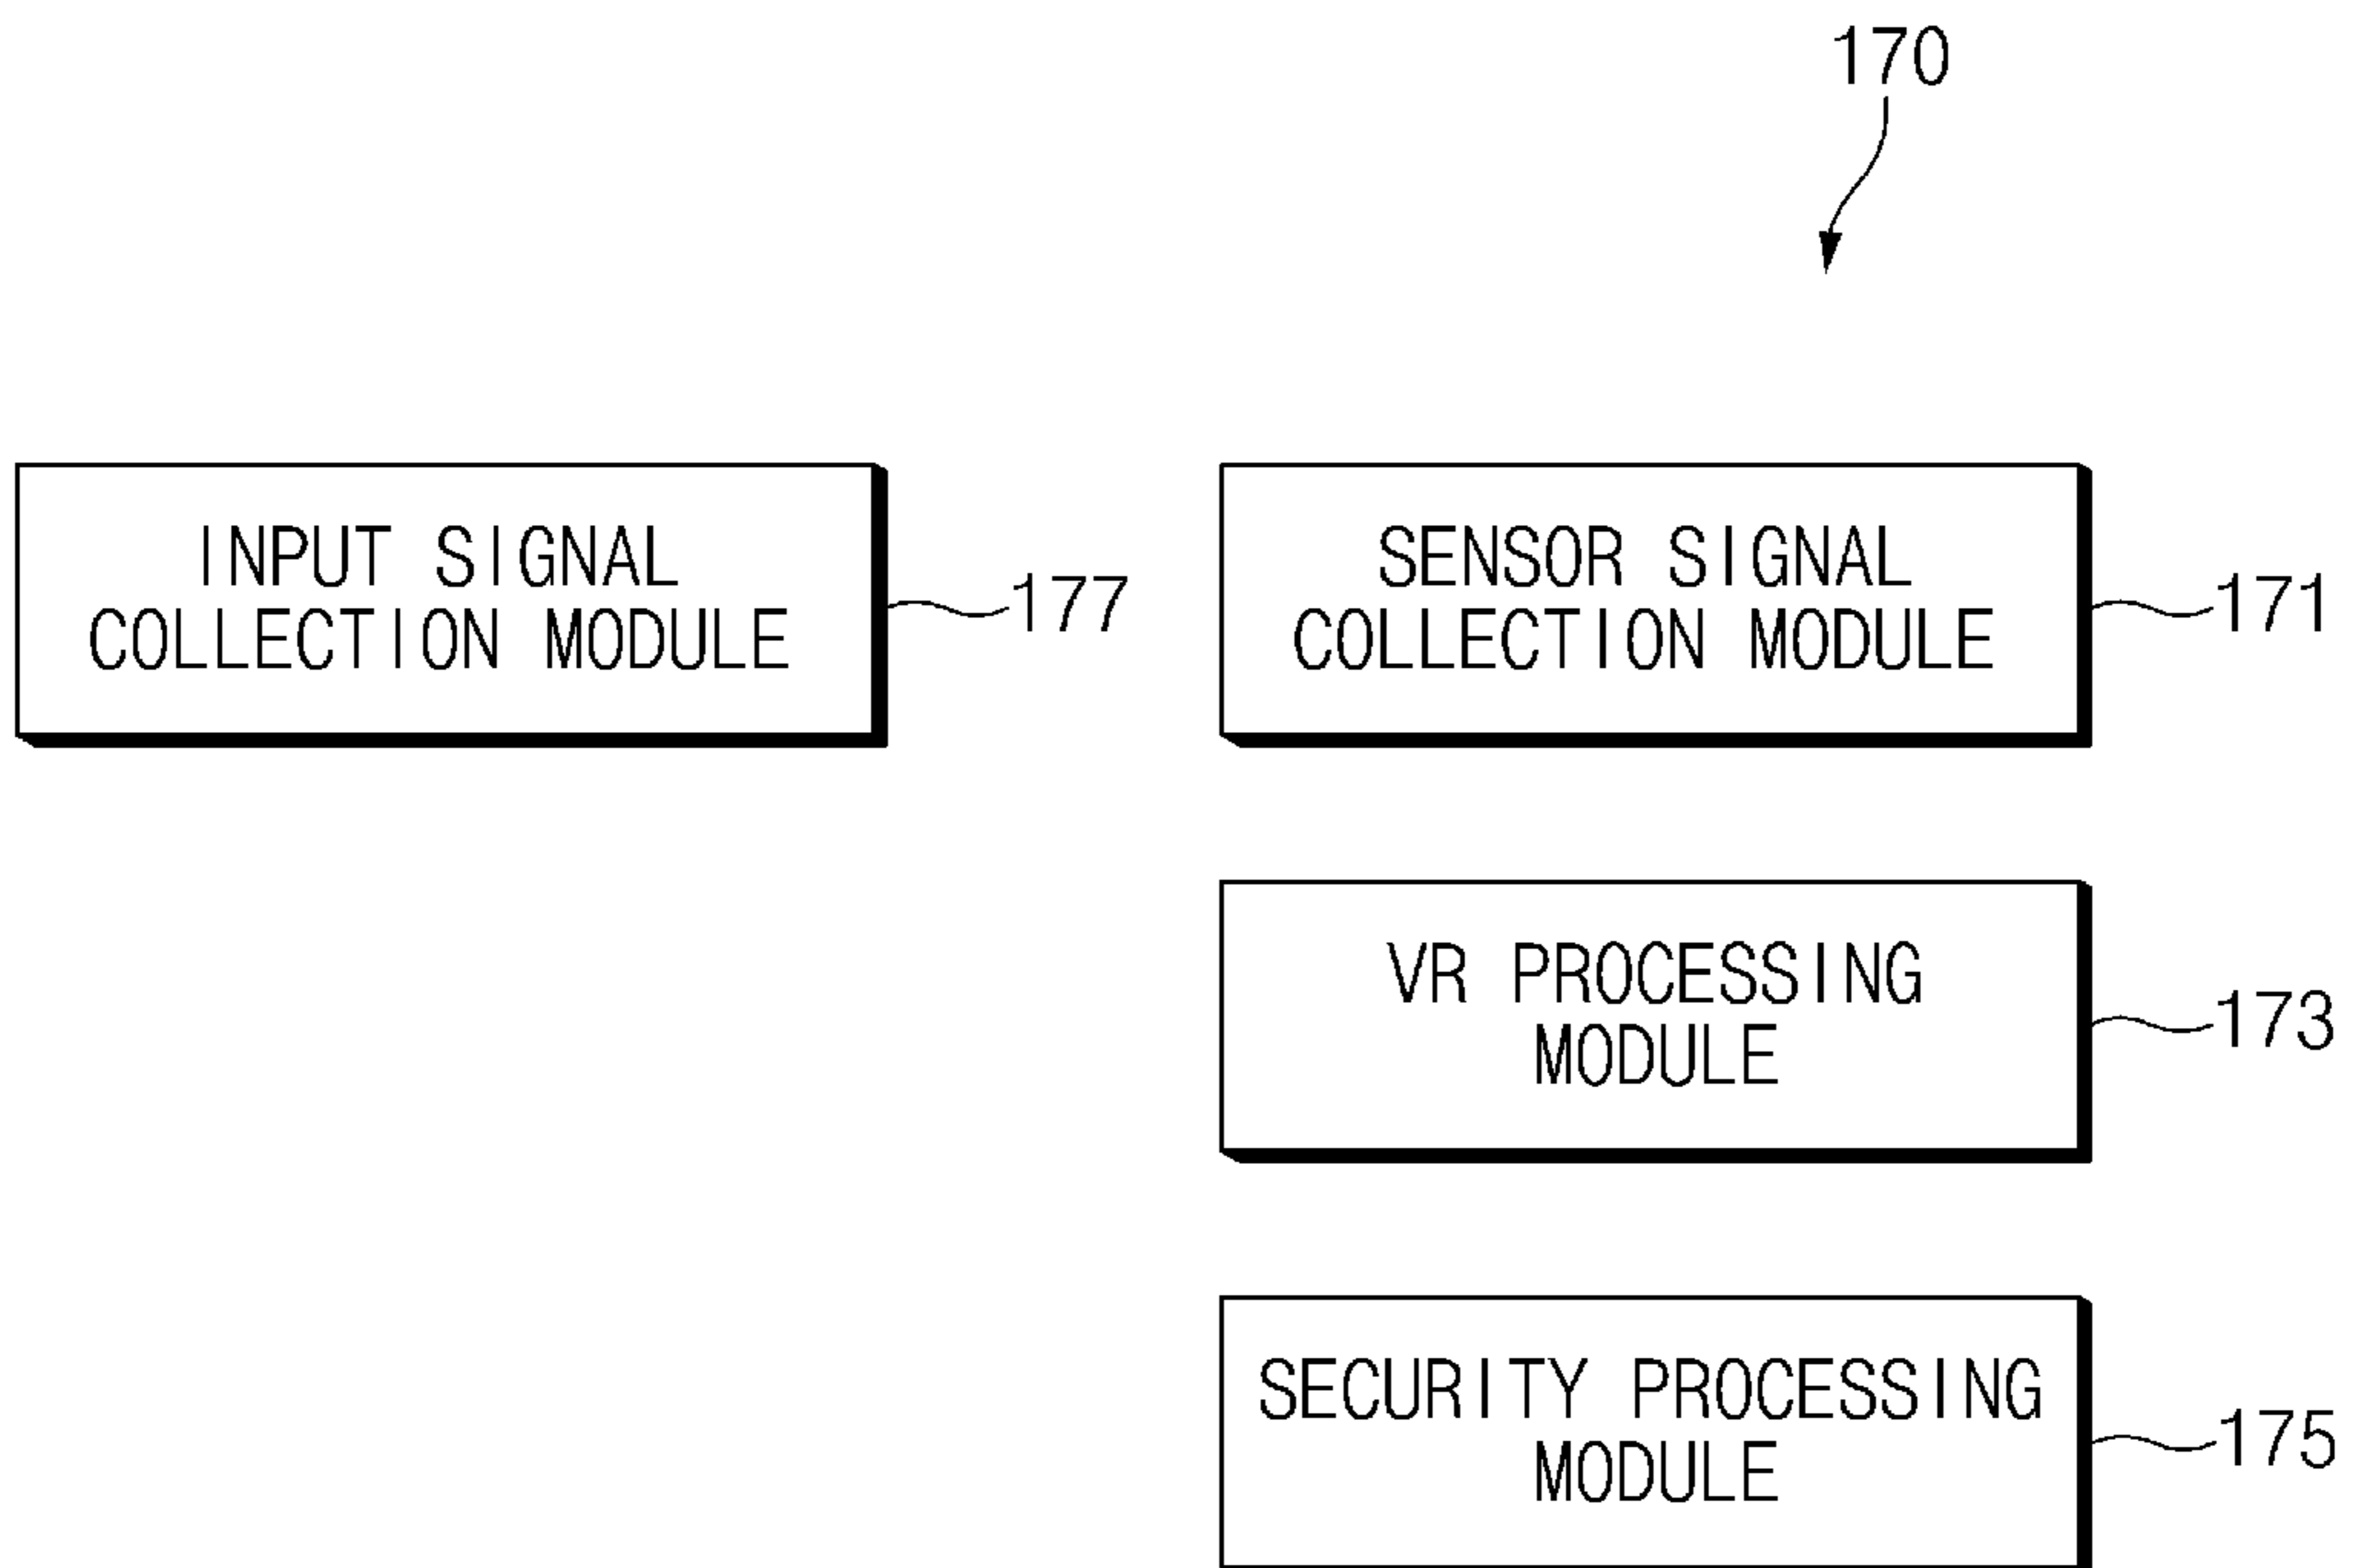 170
INPUT SIGNAL
COLLECTION MODULE
177
SENSOR SIGNAL
COLLECTION MODULE
171
VR PROCESSING
MODULE
173
SECURITY PROCESSING
MODULE
175